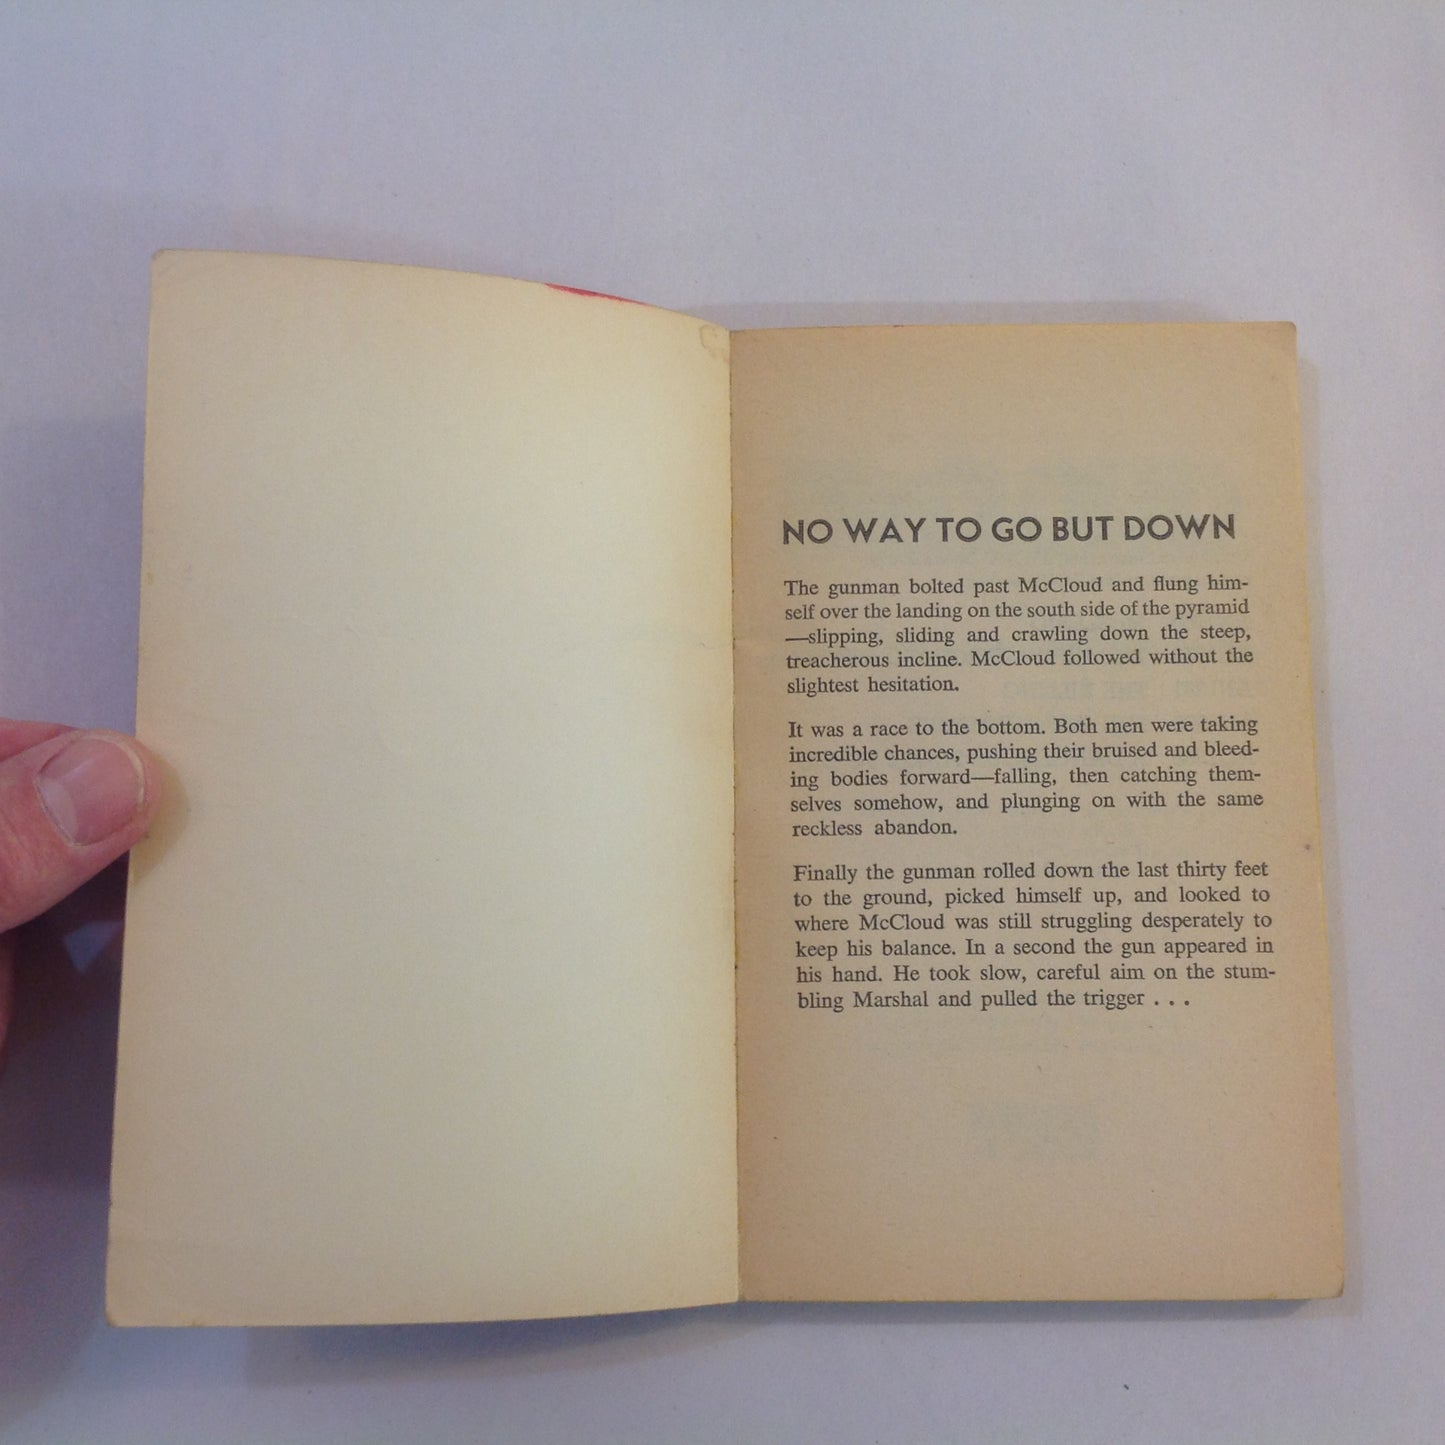 NO WAY TO GO BUT DOWN
The gunman bolted past McCloud and flung him-
self over the landing on the south side of the pyramid
—slipping, sliding and crawling down the steep,
treacherous incline. McCloud followed without the
slightest hesitation.
It was a race to the bottom. Both men were taking
incredible chances, pushing their bruised and bleed-
ing bodies forward—falling, then catching them-
selves somehow, and plunging on with the same
reckless abandon.
Finally the gunman rolled down the last thirty feet
to the ground, picked himself up, and looked to
where McCloud was still struggling desperately to
keep his balance. In a second the gun appeared in
his hand. He took slow, careful aim on the stum-
bling Marshal and pulled the trigger . . .